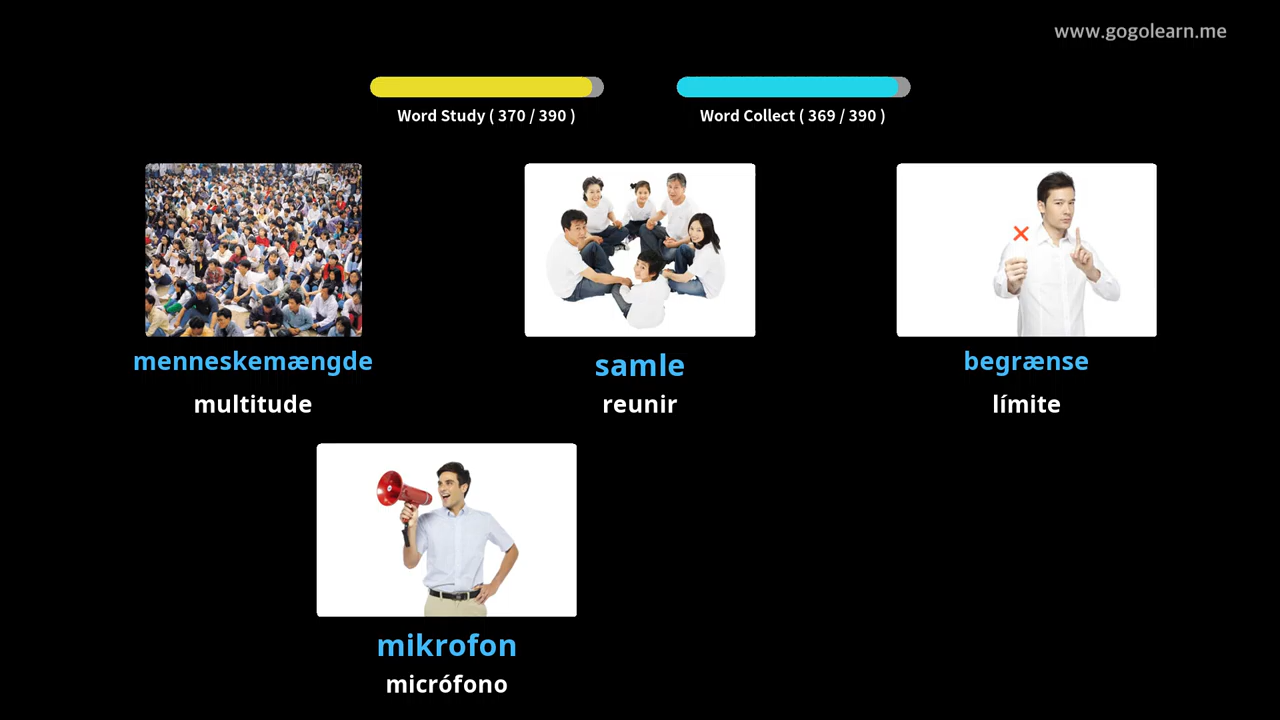 www.gogolearn.me
Word Study ( 370 / 390 )
Word Collect ( 369 / 390 )
menneskemængde
multitude
samle
reunir
begrænse
límite
mikrofon
micrófono